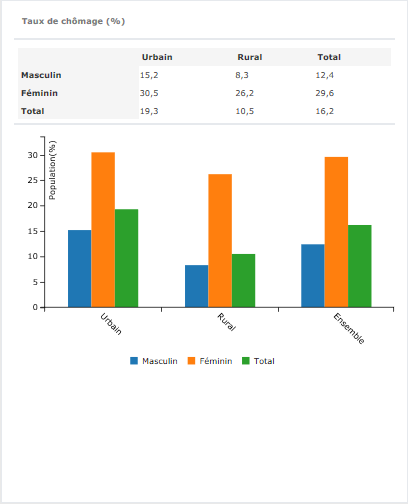 Taux de chômage (%)
Urbain Rural Total
Masculin 15,2 8,3 12,4
Féminin 30,5 26,2 29,6
Total 19,3 10,5 16,2
Population(%)
30
25
20
15
10
5
0
Urbain Rural Ensemble
Masculin Féminin Total